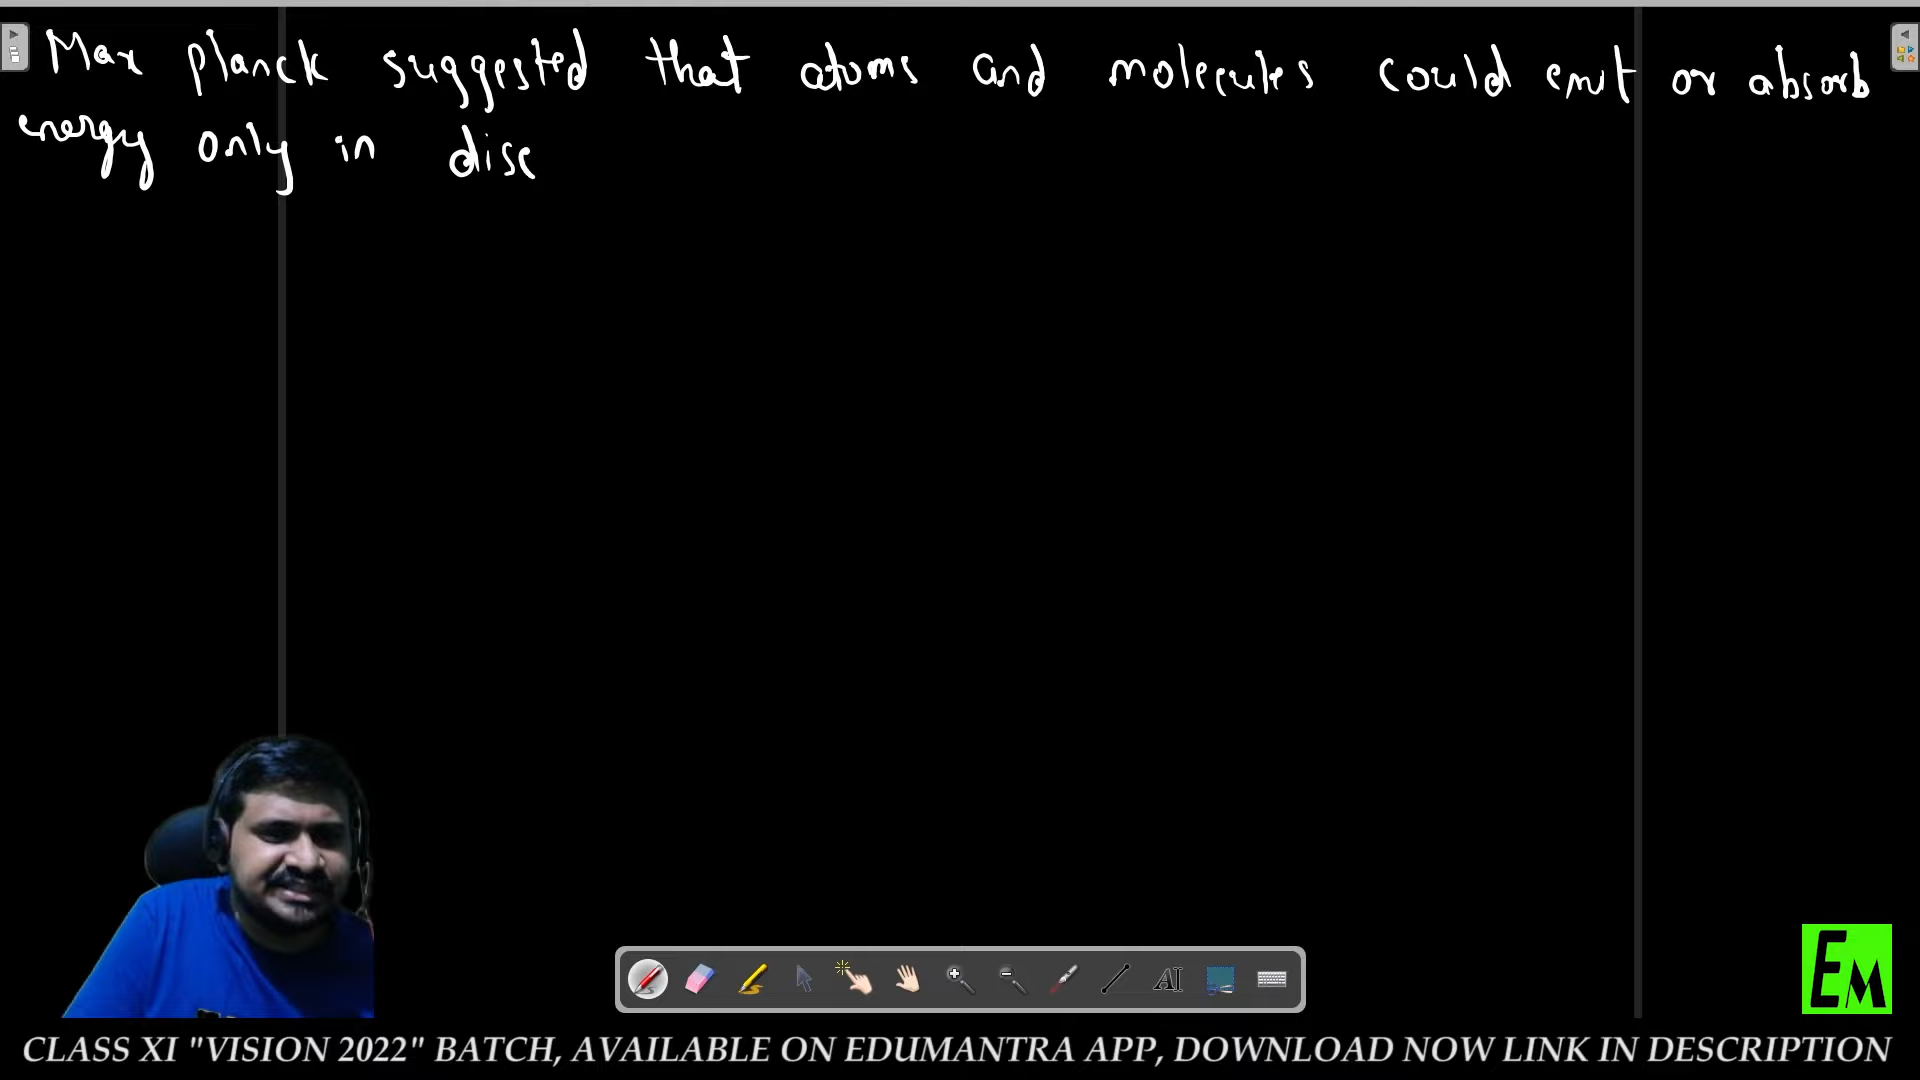 Max planck suggested that atoms and molecules could emit or absorb
energy only in disc
EM
CLASS XI "VISION 2022" BATCH, AVAILABLE ON EDUMANTRA APP, DOWNLOAD NOW LINK IN DESCRIPTION